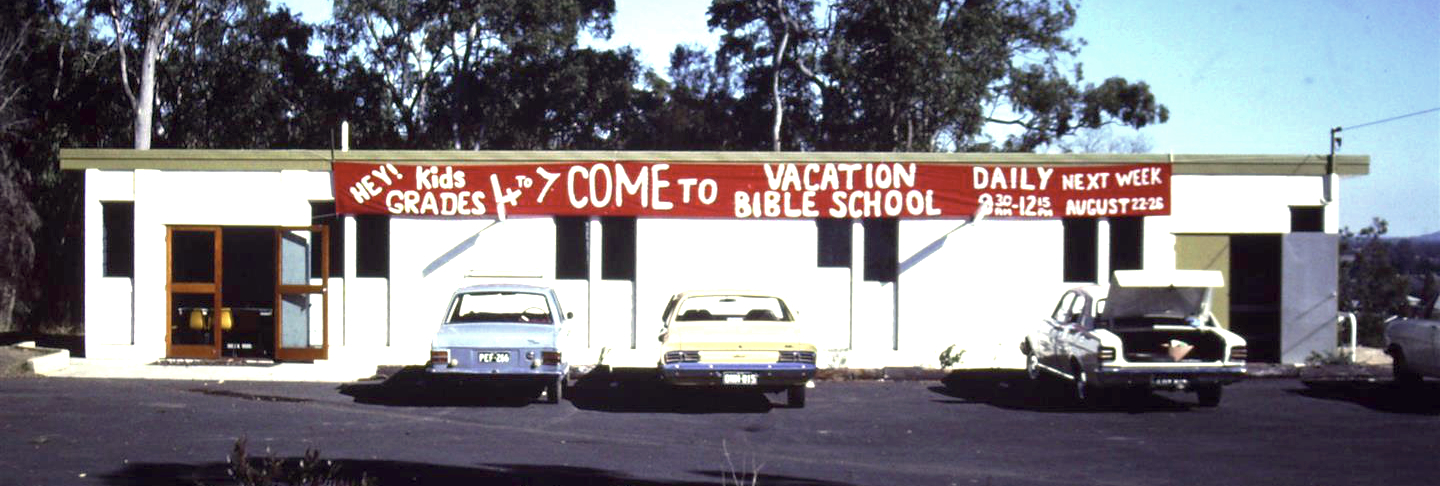 HEY! Kids
GRADES 4 TO 7 COME TO
VACATION
BIBLE SCHOOL
DAILY
9 30 AM - 12 15 PM
NEXT WEEK
AUGUST 22-26
PEF-266